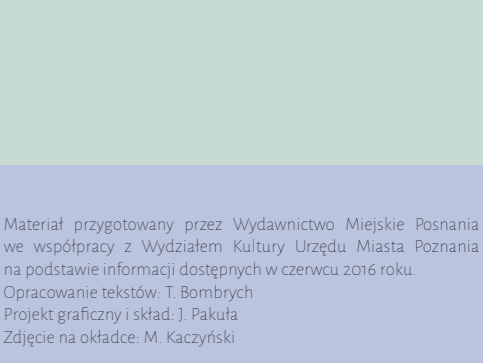 Materiał przygotowany przez Wydawnictwo Miejskie Posnania
we współpracy z Wydziałem Kultury Urzędu Miasta Poznania
na podstawie informacji dostępnych w czerwcu 2016 roku.
Opracowanie tekstów: T. Bombrych
Projekt graficzny i skład: J. Pakuła
Zdjęcie na okładce: M. Kaczyński